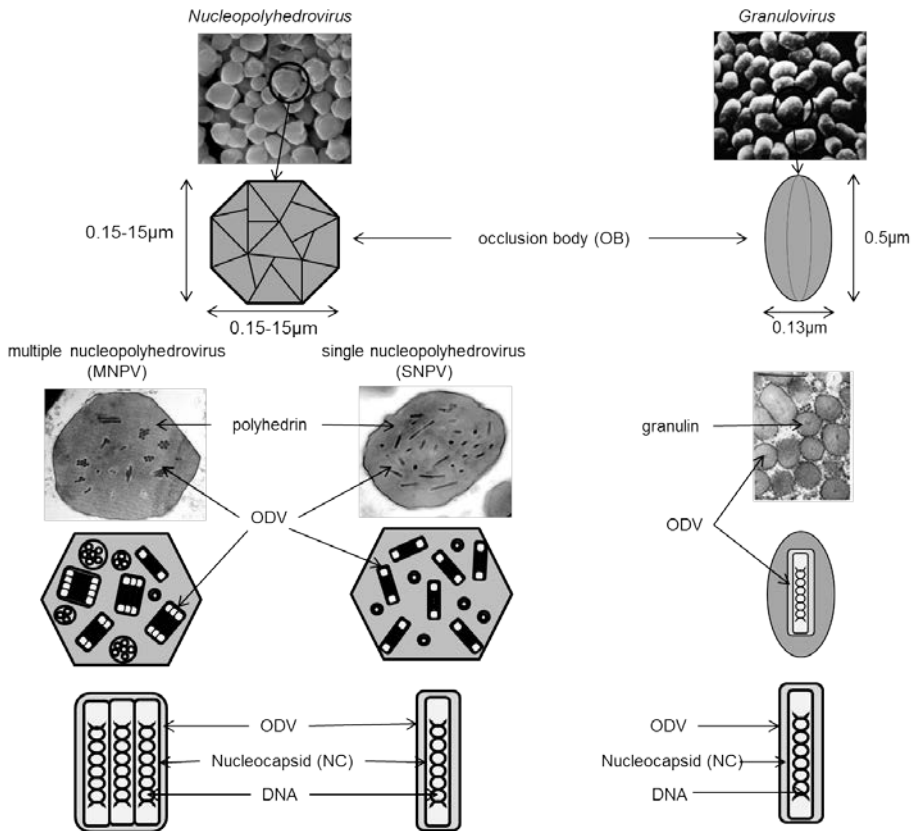 Nucleopolyhedrovirus
Granulovirus
0.15-15µm
occlusion body (OB)
0.5µm
0.15-15µm
0.13µm
multiple nucleopolyhedrovirus
(MNPV)
single nucleopolyhedrovirus
(SNPV)
polyhedrin
granulin
ODV
ODV
ODV
ODV
Nucleocapsid (NC)
Nucleocapsid (NC)
DNA
DNA